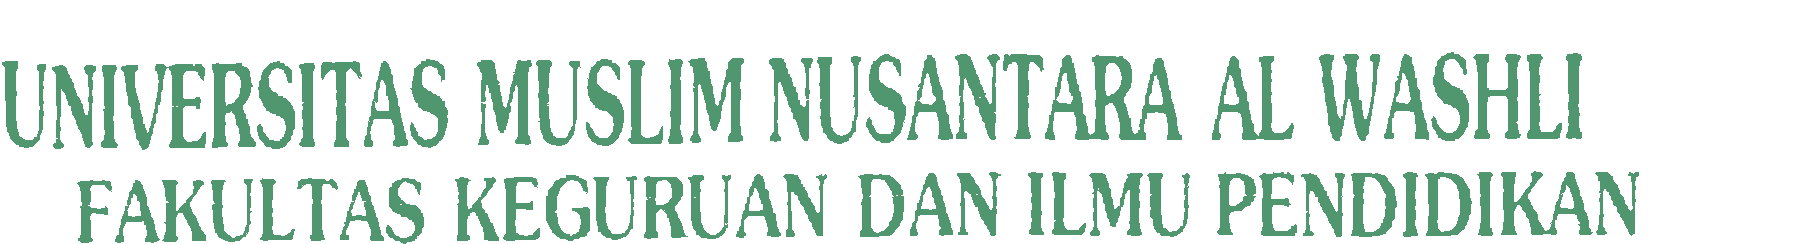 UNIVERSITAS MUSLIM NUSANTARA AL WASHLI
FAKULTAS KEGURUAN DAN ILMU PENDIDIKAN